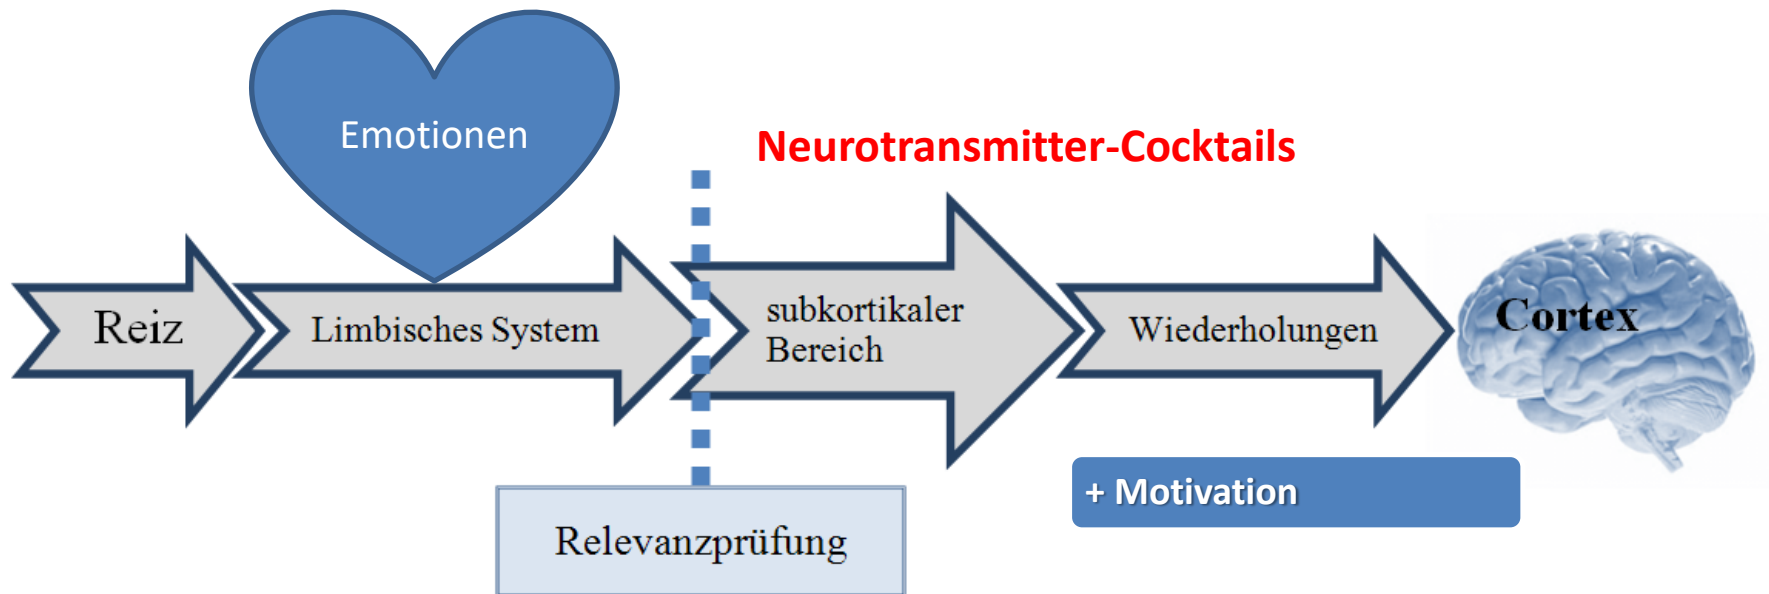 Emotionen
Neurotransmitter-Cocktails
Reiz
Limbisches System
subkortikaler
Bereich
Wiederholungen
Cortex
+ Motivation
Relevanzprüfung